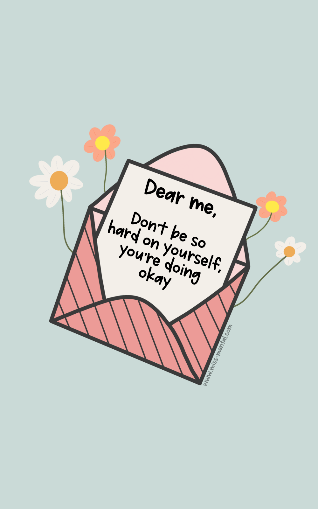 Dear me,
Don't be so
hard on yourself,
you're doing
okay